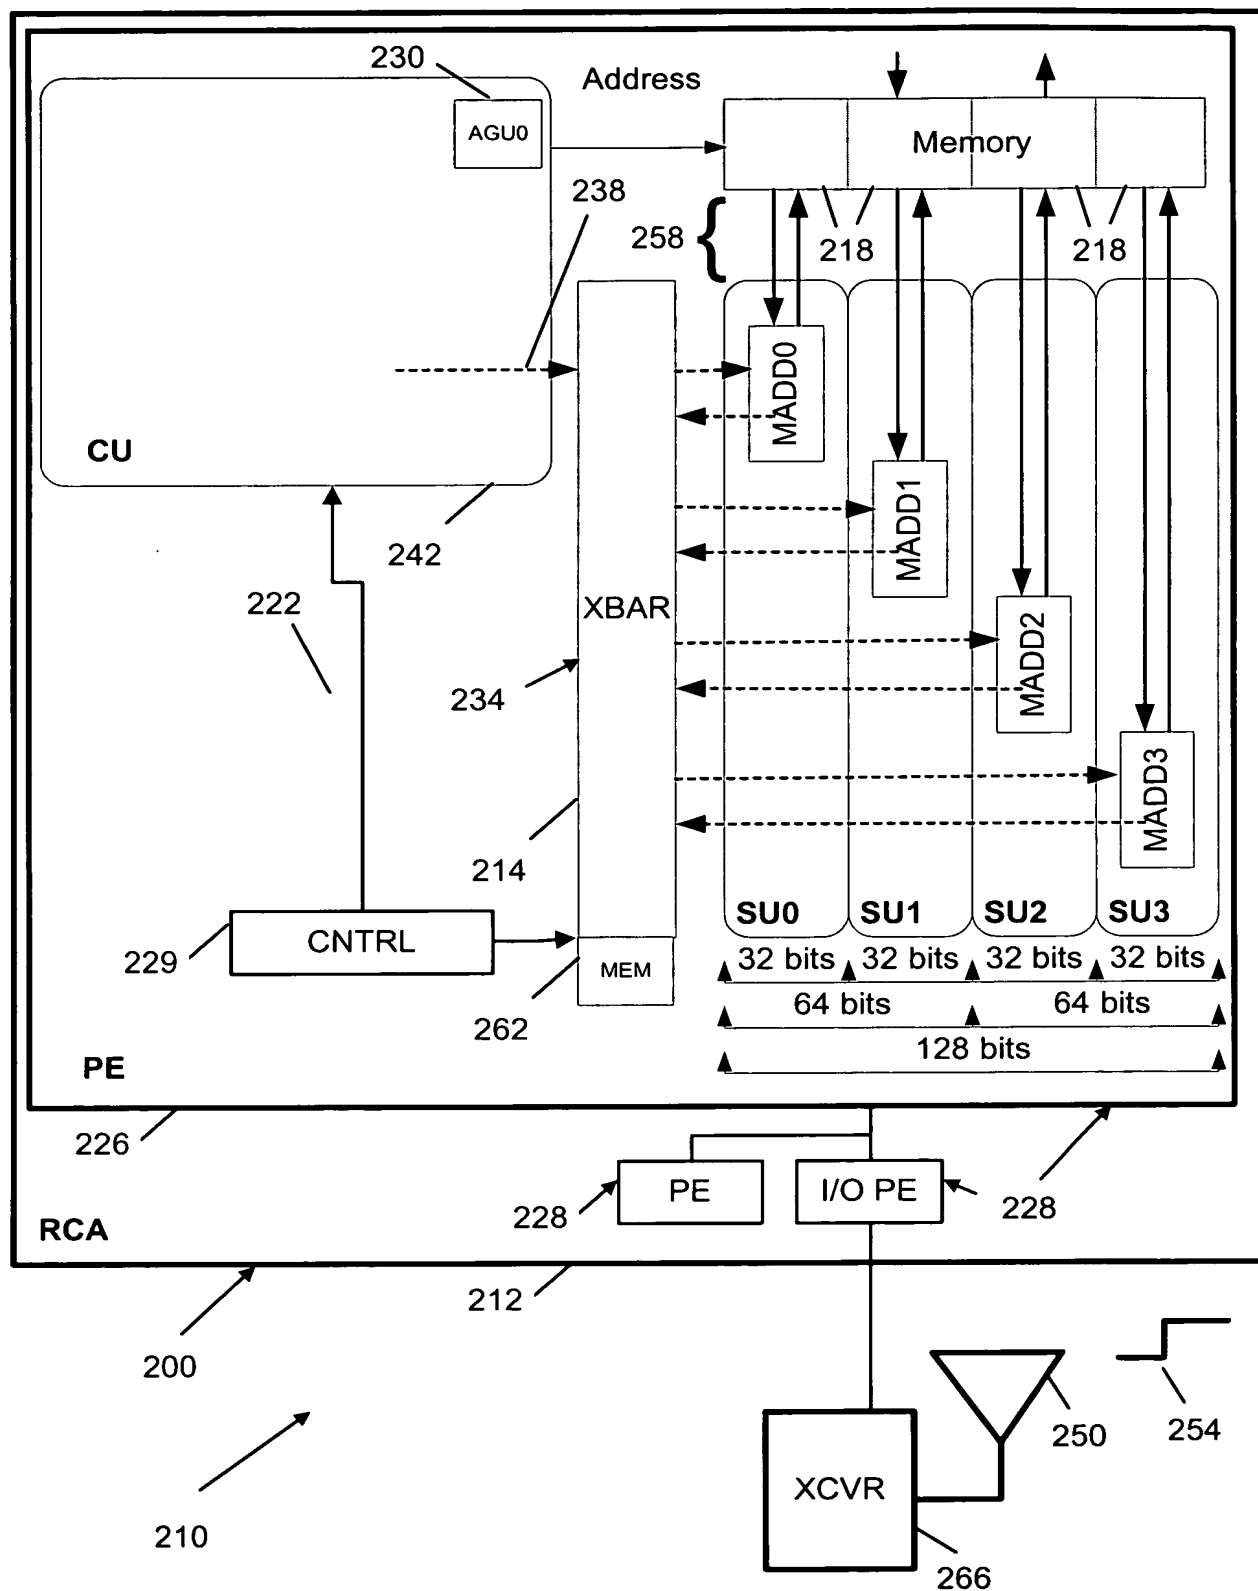 230
Address
AGU0
Memory
238
258
218
218
MADD0
CU
MADD1
242
222
XBAR
MADD2
234
MADD3
214
SU0 SU1 SU2 SU3
229
CNTRL
32 bits 32 bits 32 bits 32 bits
MEM
64 bits 64 bits
262
128 bits
PE
226
PE
I/O PE
228
228
RCA
212
200
250
254
XCVR
210
266